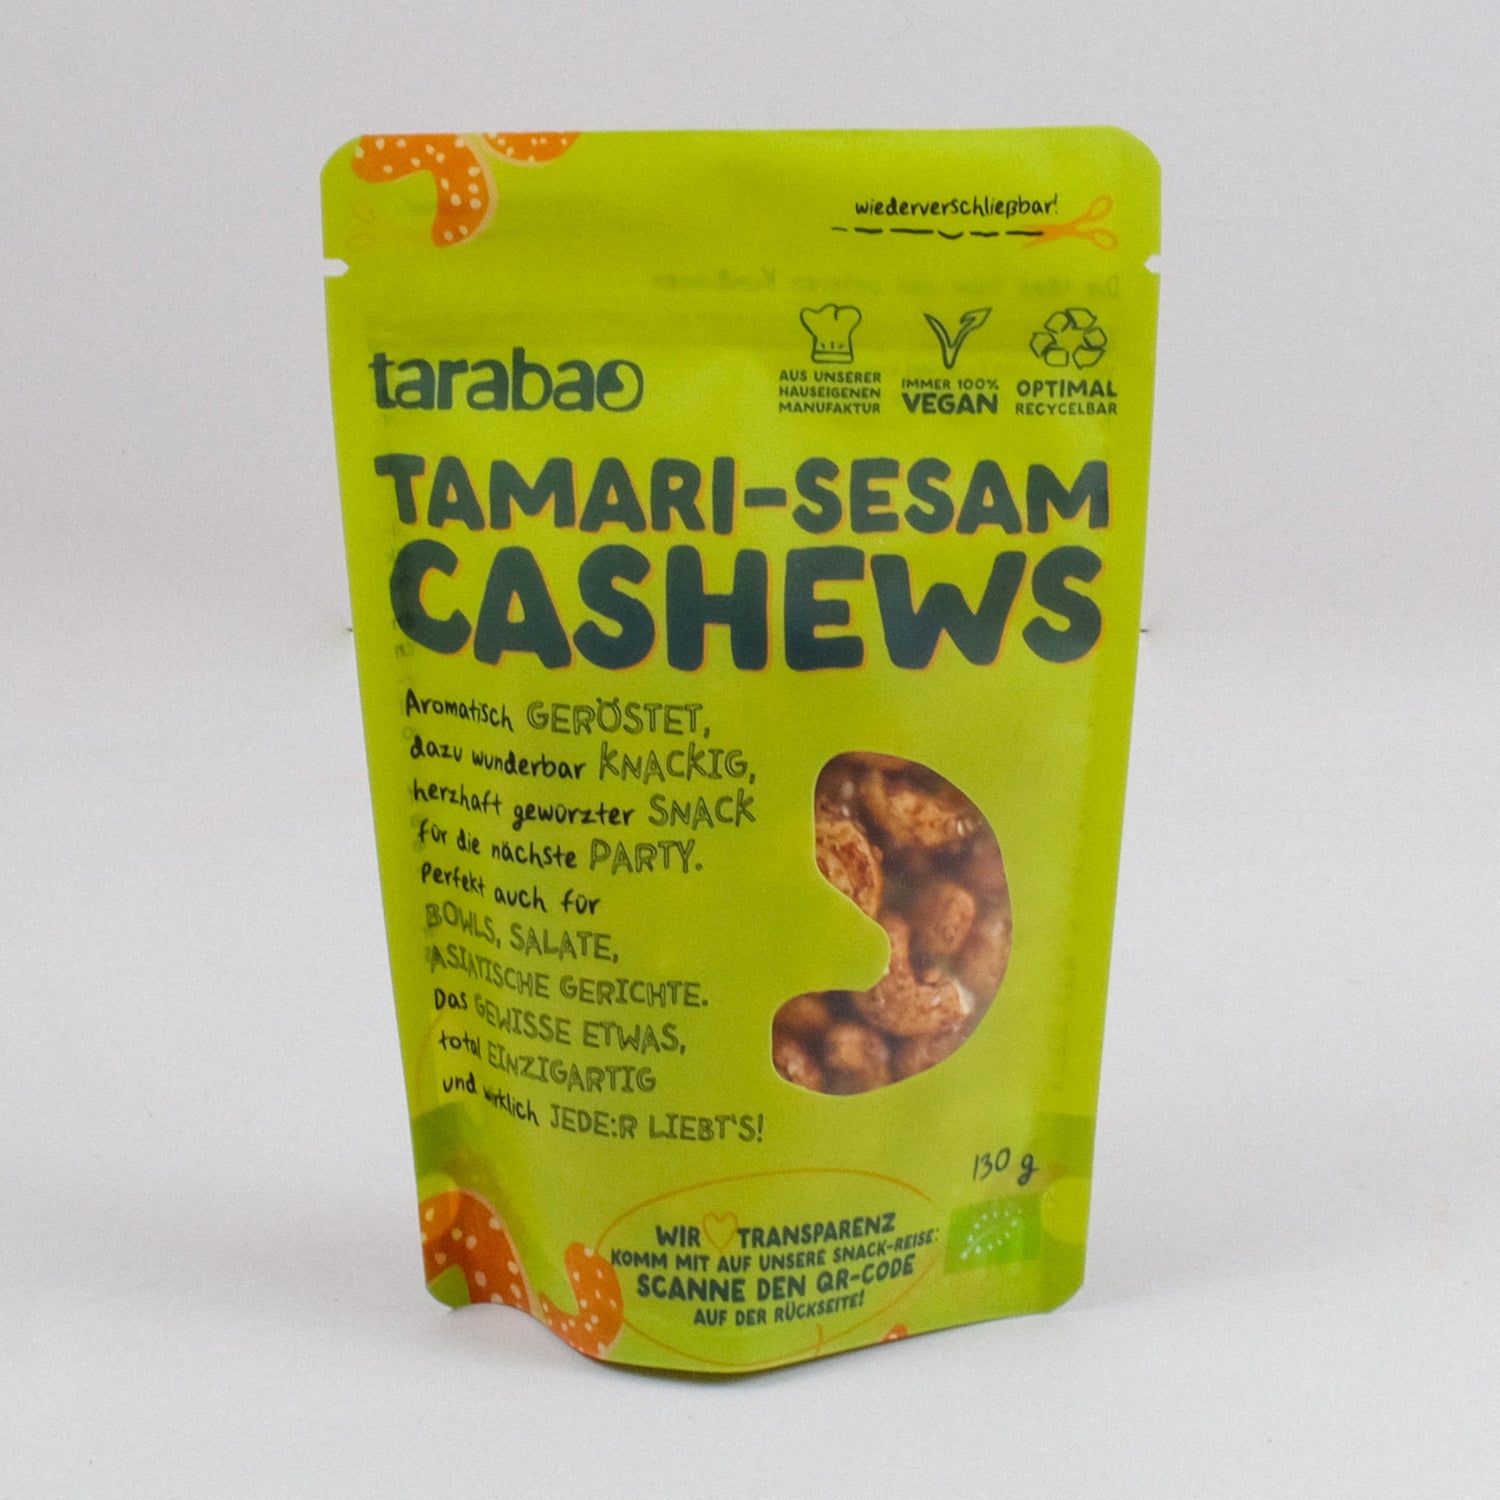 wiederverschließbar!
tarabao
AUS UNSERER
HAUSEIGENEN
MANUFAKTUR
IMMER 100%
VEGAN
OPTIMAL
RECYCELBAR
TAMARI-SESAM
CASHEWS
Aromatisch GERÖSTET,
dazu wunderbar KNACKIG,
herzhaft gewürzter SNACK
für die nächste PARTY.
Perfekt auch für
BOWLS, SALATE,
ASIATISCHE GERICHTE.
Das GEWISSE ETWAS,
total EINZIGARTIG
und wirklich JEDE:R LIEBT'S!
130 g
WIR TRANSPARENZ
KOMM MIT AUF UNSERE SNACK-REISE:
SCANNE DEN QR-CODE
AUF DER RÜCKSEITE!